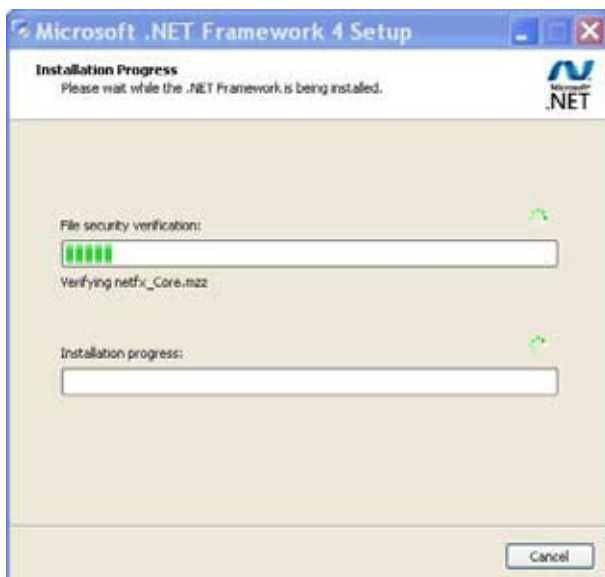 Microsoft .NET Framework 4 Setup
Installation Progress
Please wait while the .NET Framework is being installed.
Microsoft
.NET
File security verification:
Verifying netfx_Core.mzz
Installation progress:
Cancel